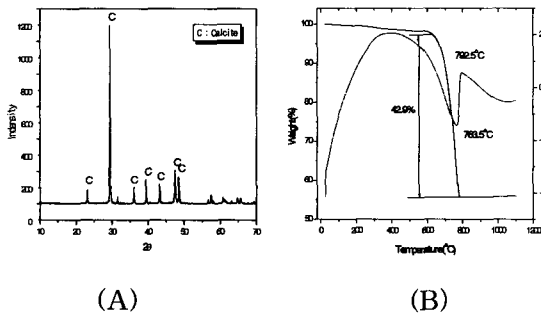 C
C : Calcite
1200
1000
800
600
400
200
0
C
C
C
C
C
C
10 20 30 40 50 60 70
2θ
Intensity
100
90
80
70
60
50
Weight(%)
792.5°C
42.9%
763.5°C
2
0
0 200 400 600 800 1000 1200
Temperature(°C)
(A) (B)